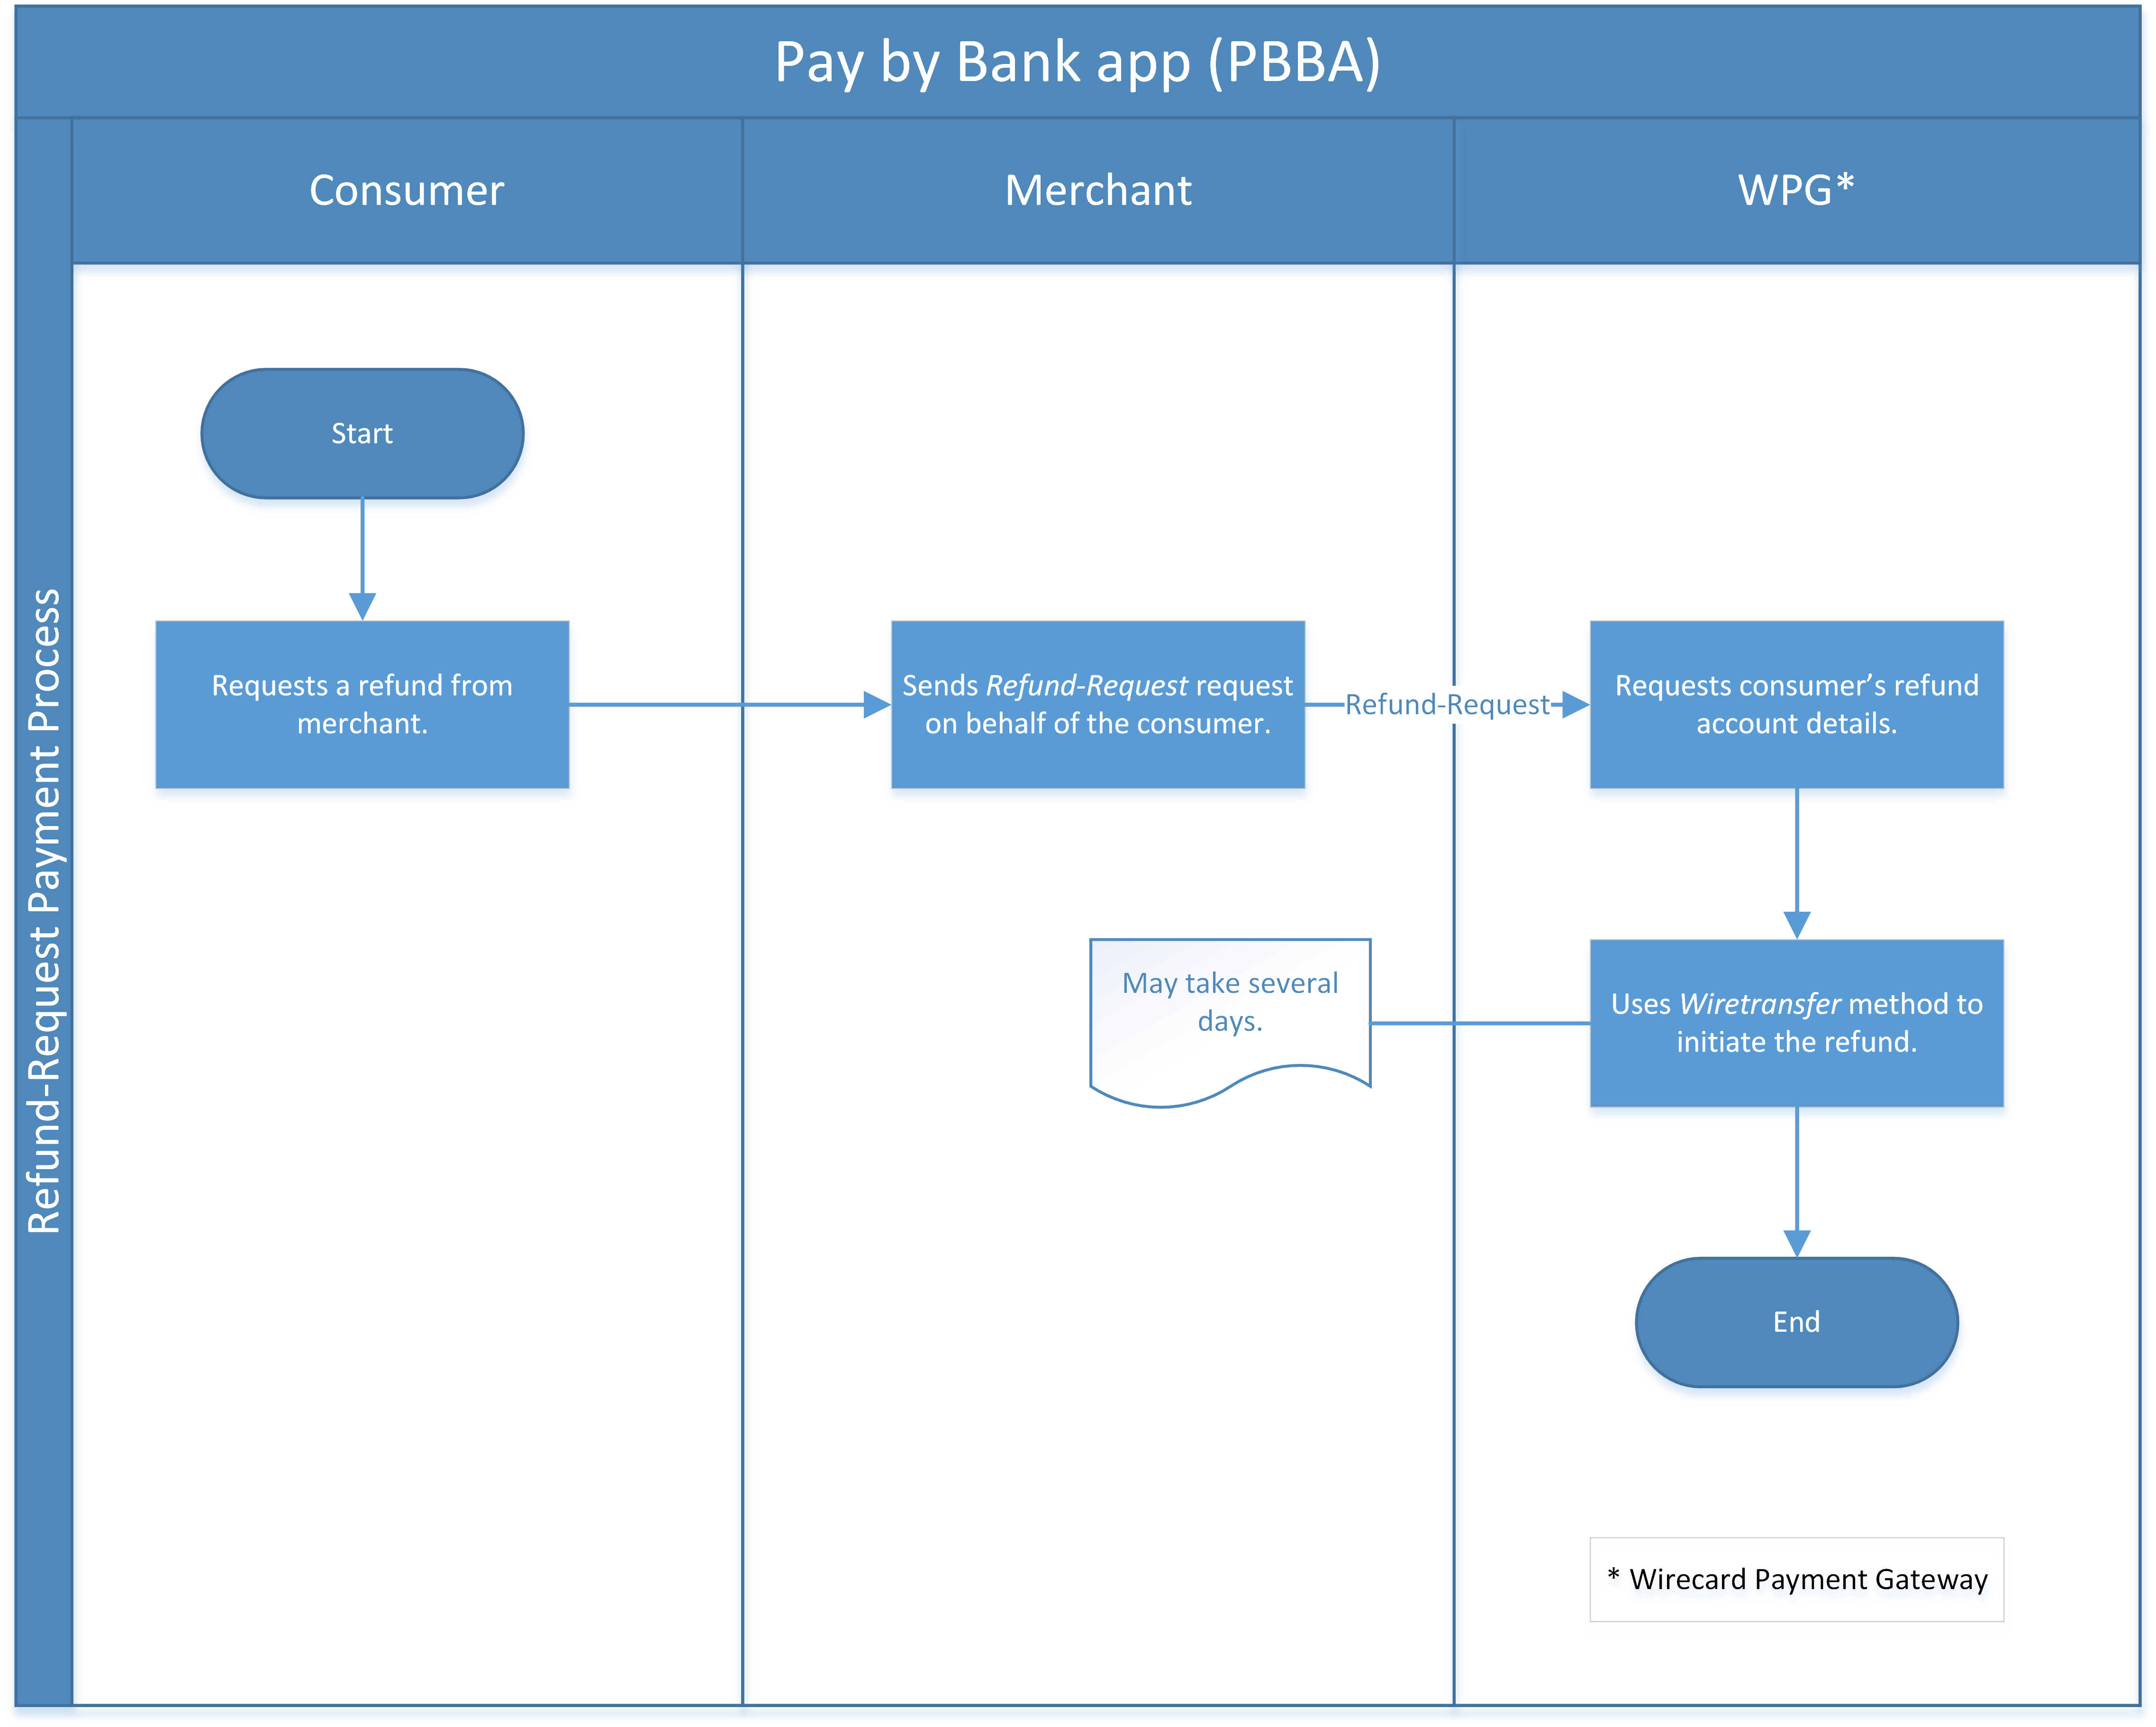 Pay by Bank app (PBBA)
Consumer
Merchant
WPG*
Refund-Request Payment Process
Start
Requests a refund from
merchant.
Sends Refund-Request request
on behalf of the consumer.
Refund-Request
Requests consumer’s refund
account details.
May take several
days.
Uses Wiretransfer method to
initiate the refund.
End
* Wirecard Payment Gateway